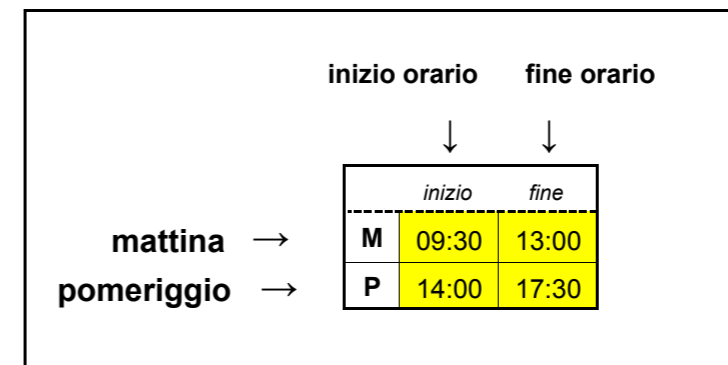 inizio orario fine orario
↓ ↓
inizio fine
mattina → M 09:30 13:00
pomeriggio → P 14:00 17:30